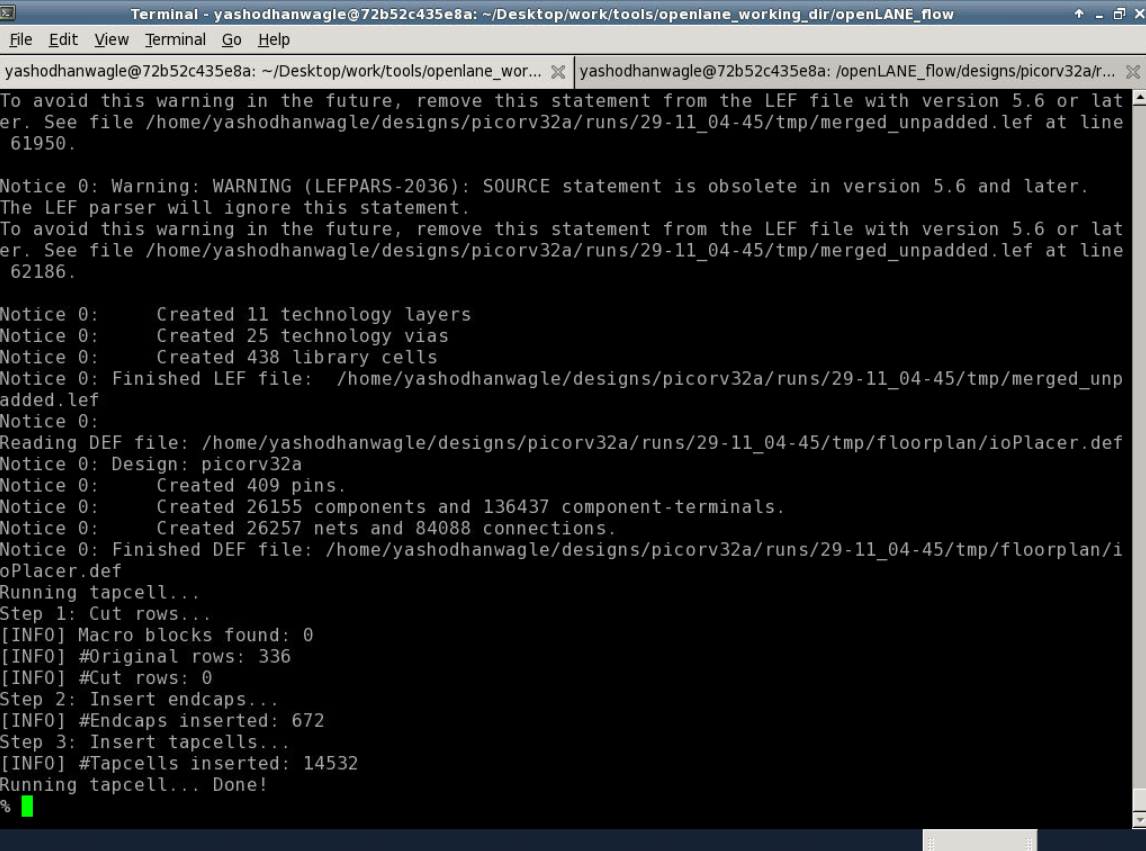 Terminal - yashodhanwagle@72b52c435e8a: ~/Desktop/work/tools/openlane_working_dir/openLANE_flow
File Edit View Terminal Go Help
yashodhanwagle@72b52c435e8a: ~/Desktop/work/tools/openlane_wor... yashodhanwagle@72b52c435e8a: /openLANE_flow/designs/picorv32a/r...
To avoid this warning in the future, remove this statement from the LEF file with version 5.6 or lat
er. See file /home/yashodhanwagle/designs/picorv32a/runs/29-11_04-45/tmp/merged_unpadded.lef at line
 61950.
Notice 0: Warning: WARNING (LEFPARS-2036): SOURCE statement is obsolete in version 5.6 and later.
The LEF parser will ignore this statement.
To avoid this warning in the future, remove this statement from the LEF file with version 5.6 or lat
er. See file /home/yashodhanwagle/designs/picorv32a/runs/29-11_04-45/tmp/merged_unpadded.lef at line
 62186.
Notice 0:     Created 11 technology layers
Notice 0:     Created 25 technology vias
Notice 0:     Created 438 library cells
Notice 0: Finished LEF file:  /home/yashodhanwagle/designs/picorv32a/runs/29-11_04-45/tmp/merged_unp
added.lef
Notice 0:
Reading DEF file: /home/yashodhanwagle/designs/picorv32a/runs/29-11_04-45/tmp/floorplan/ioPlacer.def
Notice 0: Design: picorv32a
Notice 0:     Created 409 pins.
Notice 0:     Created 26155 components and 136437 component-terminals.
Notice 0:     Created 26257 nets and 84088 connections.
Notice 0: Finished DEF file: /home/yashodhanwagle/designs/picorv32a/runs/29-11_04-45/tmp/floorplan/i
oPlacer.def
Running tapcell...
Step 1: Cut rows...
[INFO] Macro blocks found: 0
[INFO] #Original rows: 336
[INFO] #Cut rows: 0
Step 2: Insert endcaps...
[INFO] #Endcaps inserted: 672
Step 3: Insert tapcells...
[INFO] #Tapcells inserted: 14532
Running tapcell... Done!
%